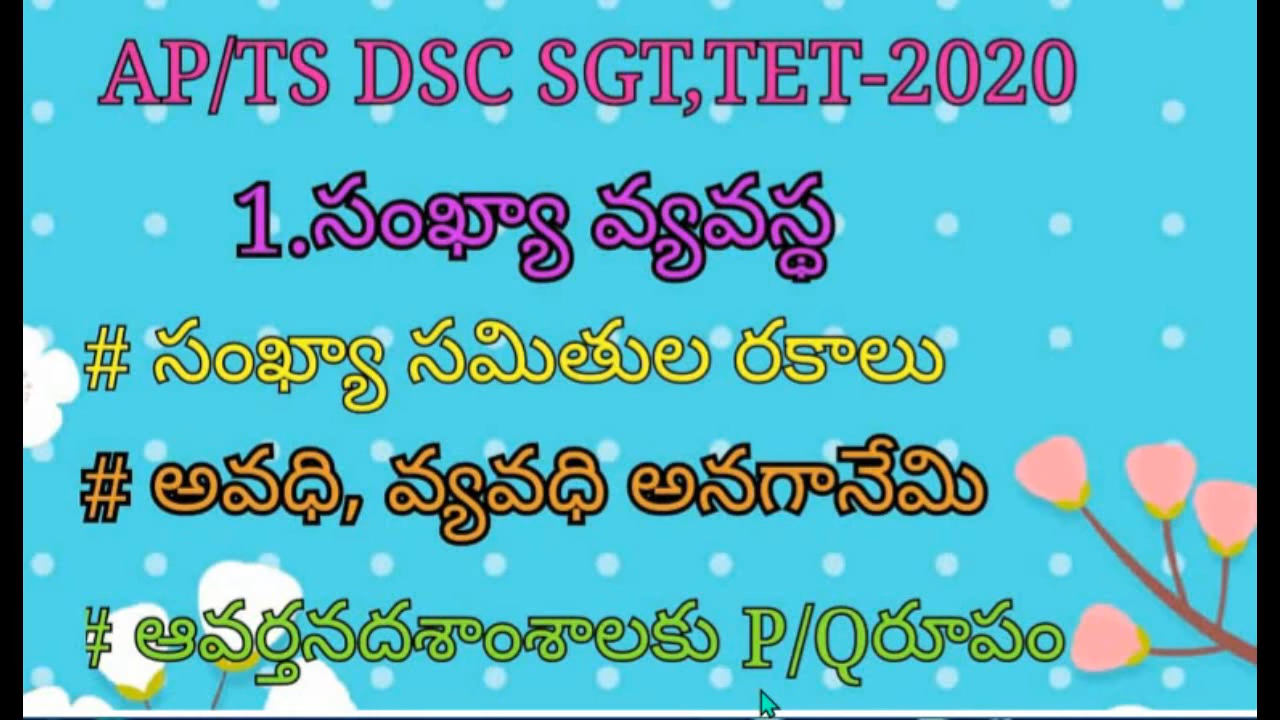 AP/TS DSC SGT,TET-2020
1.సంఖ్యా వ్యవస్థ
# సంఖ్యా సమితుల రకాలు
# అవధి, వ్యవధి అనగానేమి
# ఆవర్తనదశాంశాలకు P/Qరూపం